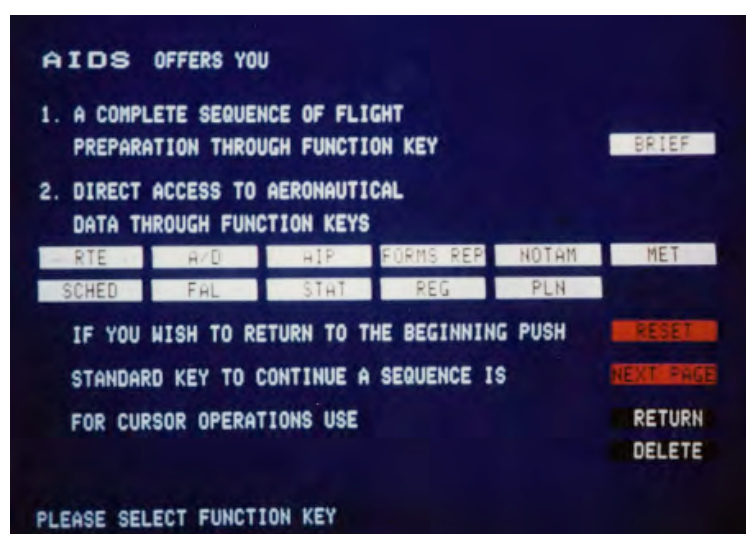 AIDS OFFERS YOU
1. A COMPLETE SEQUENCE OF FLIGHT
PREPARATION THROUGH FUNCTION KEY BRIEF
2. DIRECT ACCESS TO AERONAUTICAL
DATA THROUGH FUNCTION KEYS
RTE A/D AIP FORMS REP NOTAM MET
SCHED FAL STAT REG PLN
IF YOU WISH TO RETURN TO THE BEGINNING PUSH RESET
STANDARD KEY TO CONTINUE A SEQUENCE IS NEXT PAGE
FOR CURSOR OPERATIONS USE RETURN
DELETE
PLEASE SELECT FUNCTION KEY